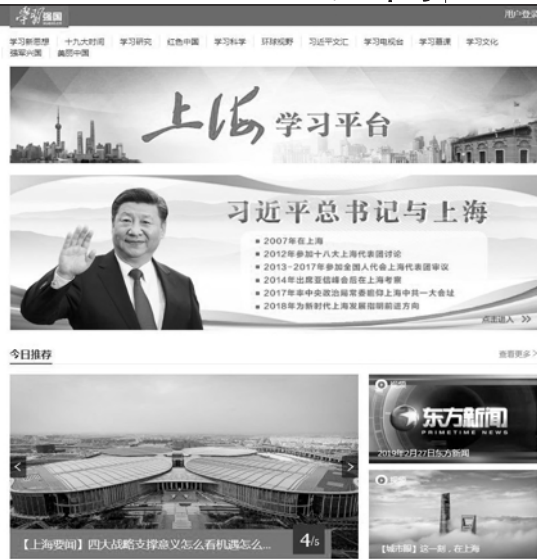 学习强国
用户登录
学习新思想 十九大时间 学习研究 红色中国 学习科学 环球视野 习近平文汇 学习电视台 学习慕课 学习文化
强军兴国 美丽中国
上海 学习平台
习近平总书记与上海
▪ 2007年在上海
▪ 2012年参加十八大上海代表团讨论
▪ 2013-2017年参加全国人代会上海代表团审议
▪ 2014年出席亚信峰会后在上海考察
▪ 2017年率中央政治局常委瞻仰上海中共一大会址
▪ 2018年为新时代上海发展指明前进方向
点击进入 >>
今日推荐
查看更多>
视频
东方新闻
PRIMETIME NEWS
2019年2月27日东方新闻
【上海要闻】四大战略支撑意义怎么看机遇怎么...
4/5
【城市眼】这一刻，在上海